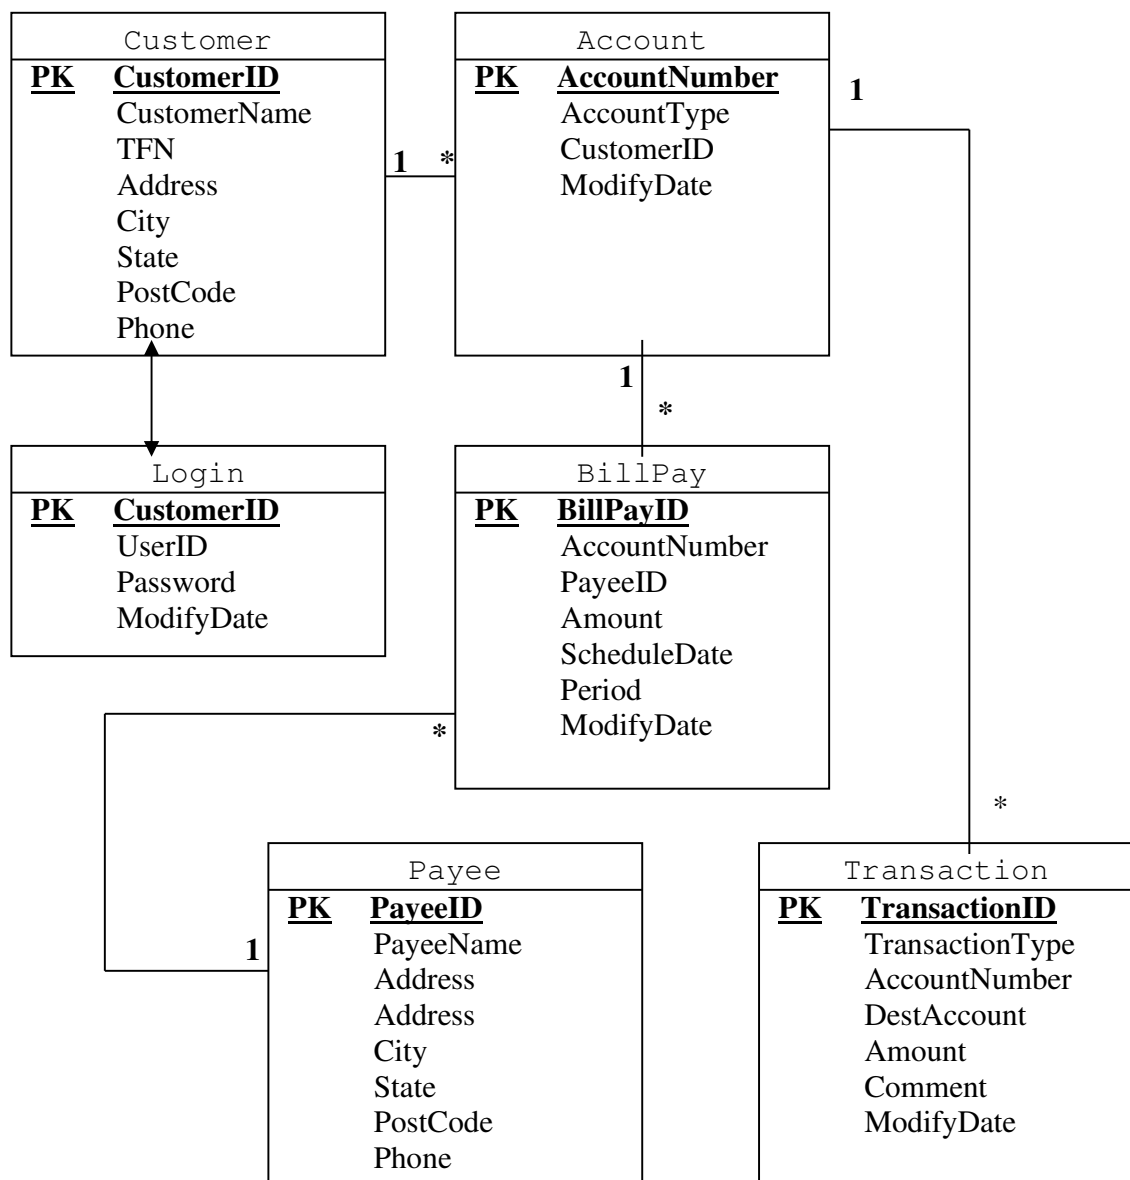 Customer
PK CustomerID
CustomerName
TFN
Address
City
State
PostCode
Phone
Account
PK AccountNumber
AccountType
CustomerID
ModifyDate
1 *
1
1
*
Login
PK CustomerID
UserID
Password
ModifyDate
BillPay
PK BillPayID
AccountNumber
PayeeID
Amount
ScheduleDate
Period
ModifyDate
*
*
1
Payee
PK PayeeID
PayeeName
Address
Address
City
State
PostCode
Phone
Transaction
PK TransactionID
TransactionType
AccountNumber
DestAccount
Amount
Comment
ModifyDate